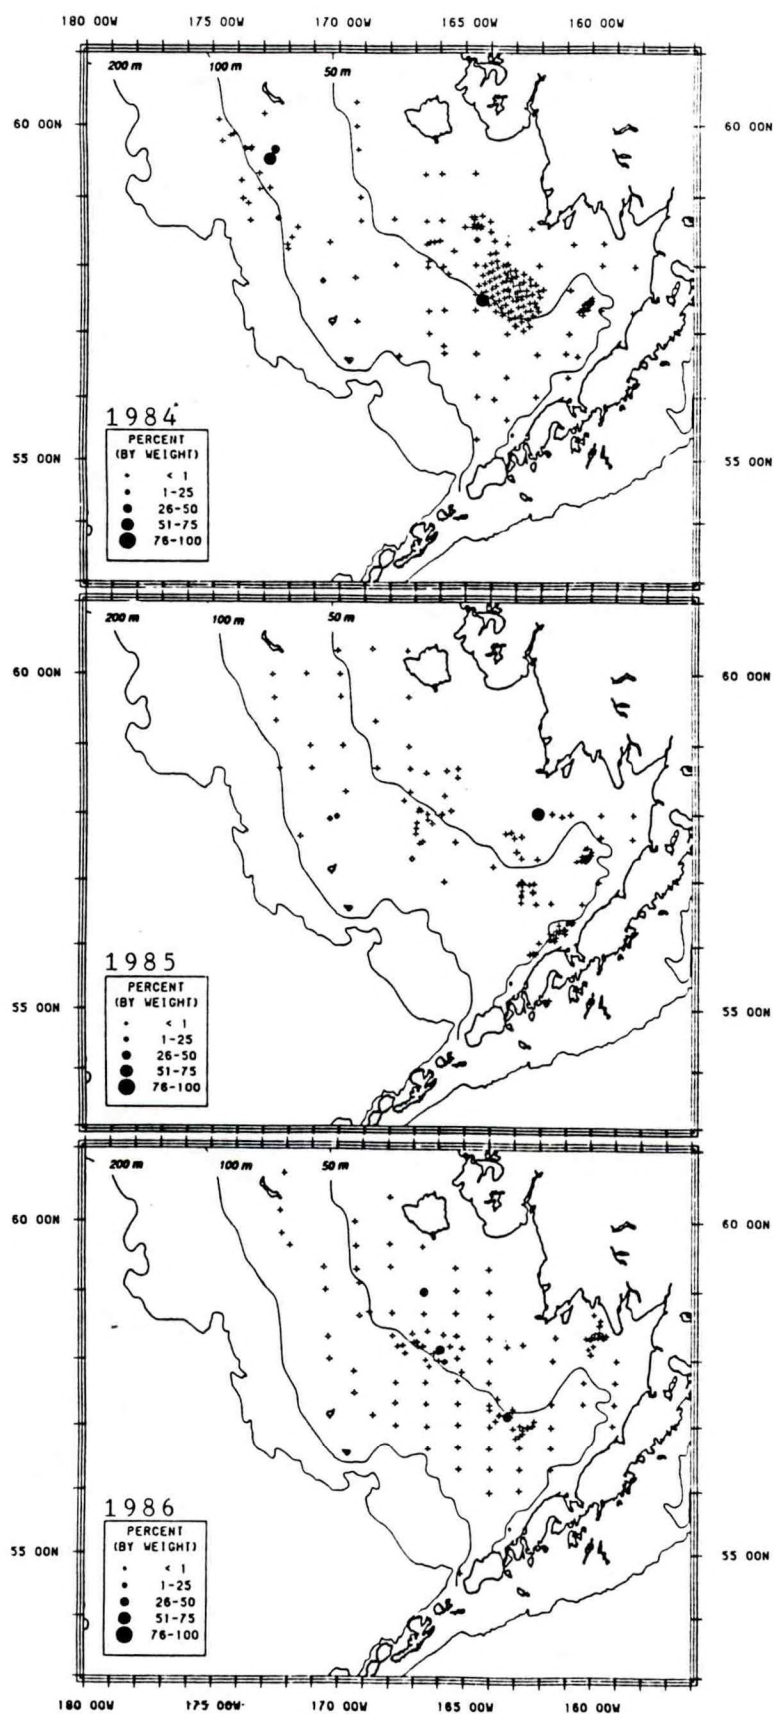 180 00W 175 00W 170 00W 165 00W 160 00W
200 m 100 m 50 m
60 00N 60 00N
1984
PERCENT
(BY WEIGHT)
< 1
1-25
26-50
51-75
76-100
55 00N 55 00N
200 m 100 m 50 m
60 00N 60 00N
1985
PERCENT
(BY WEIGHT)
< 1
1-25
26-50
51-75
76-100
55 00N 55 00N
200 m 100 m 50 m
60 00N 60 00N
1986
PERCENT
(BY WEIGHT)
< 1
1-25
26-50
51-75
76-100
55 00N 55 00N
180 00W 175 00W 170 00W 165 00W 160 00W